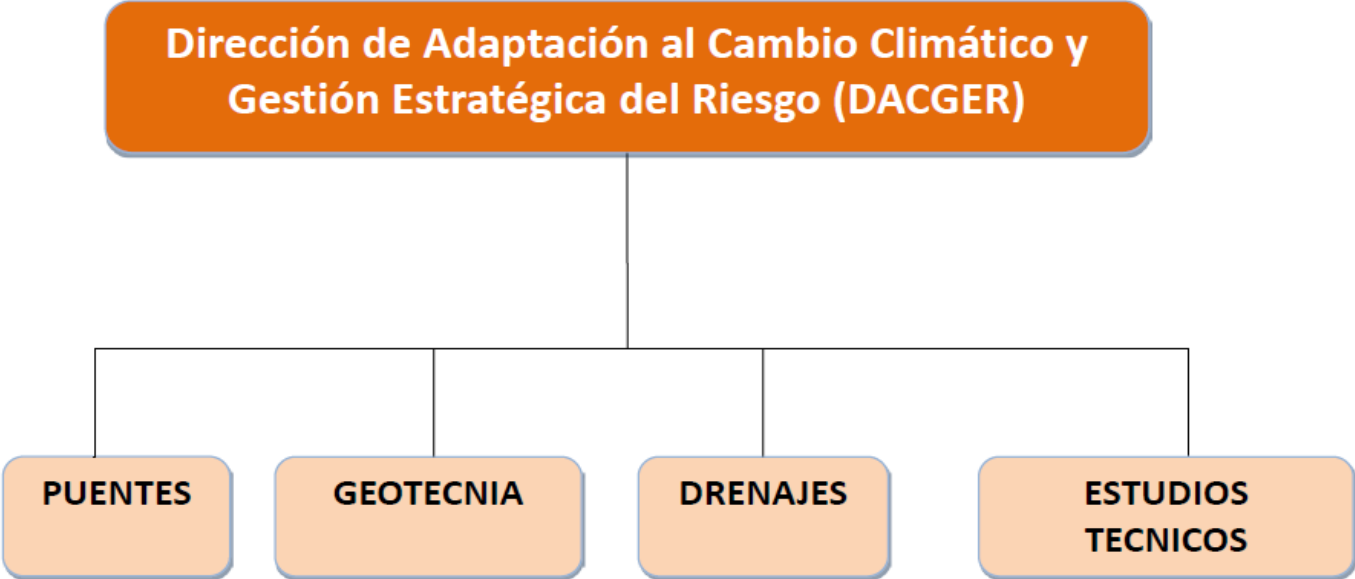 Dirección de Adaptación al Cambio Climático y
Gestión Estratégica del Riesgo (DACGER)
PUENTES
GEOTECNIA
DRENAJES
ESTUDIOS
TECNICOS